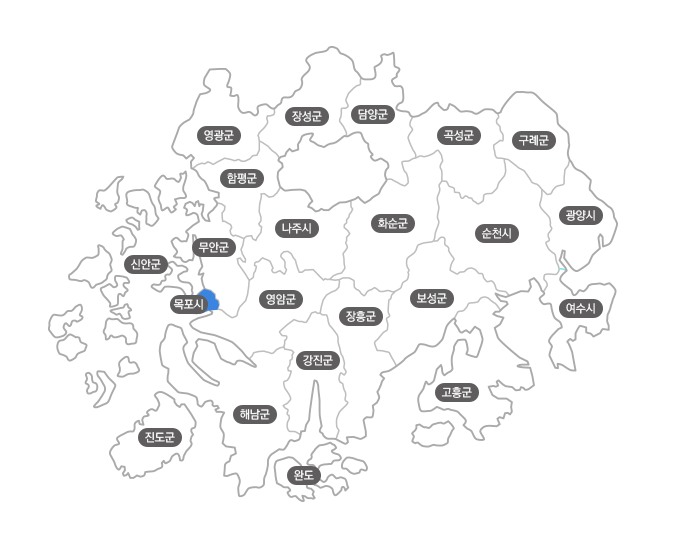 장성군
담양군
영광군
곡성군
구례군
함평군
광양시
화순군
나주시
순천시
무안군
신안군
보성군
영암군
목포시
여수시
장흥군
강진군
고흥군
해남군
진도군
완도